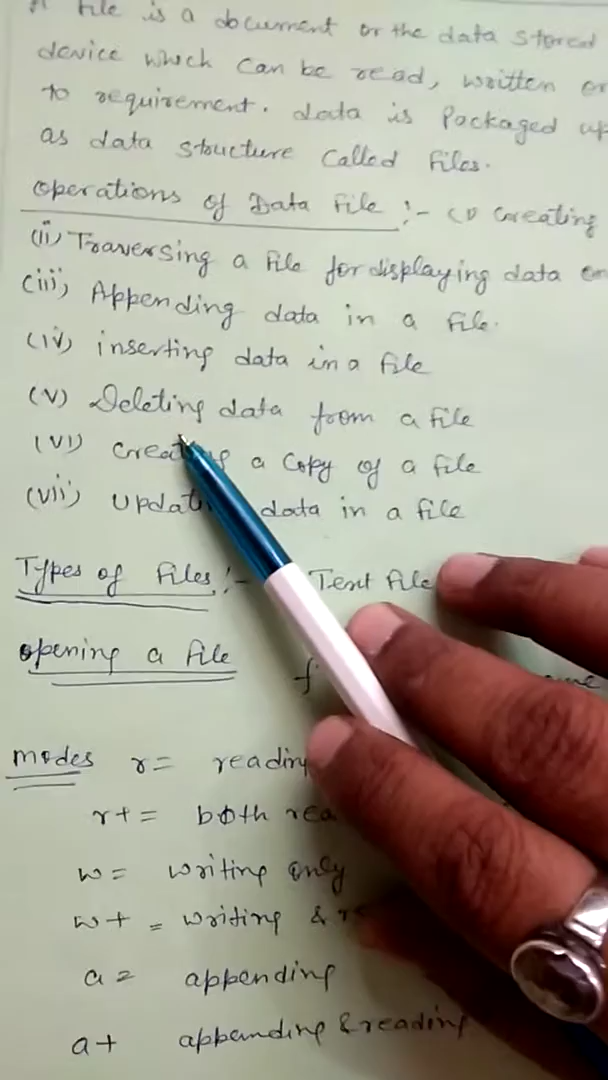 A file is a document or the data stored
device which can be read, written or
to requirement. data is packaged up
as data structure called files.
operations of Data file :- (i) creating
(ii) Traversing a file for displaying data on
(iii) Appending data in a file.
(iv) inserting data in a file
(v) Deleting data from a file
(vi) creating a copy of a file
(vii) updating data in a file
Types of files :- Text file
opening a file f
modes r = reading
r+ = both rea
w = writing only
w+ = writing & r
a = appending
a+ appending & reading